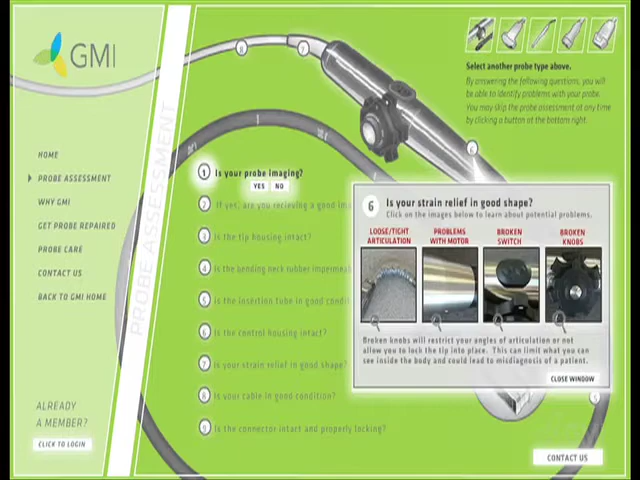 GMI
HOME
PROBE ASSESSMENT
WHY GMI
GET PROBE REPAIRED
PROBE CARE
CONTACT US
BACK TO GMI HOME
ALREADY
A MEMBER?
CLICK TO LOGIN
PROBE ASSESSMENT
Select another probe type above.
By answering the following questions, you will
be able to identify problems with your probe.
You may skip the probe assessment at any time
by clicking a button at the bottom right.
8
7
6
1 Is your probe imaging?
YES NO
2 If yes, are you recieving a good ima
3 Is the tip housing intact?
4 Is the bending neck rubber impermeab
5 Is the insertion tube in good condit
6 Is the control housing intact?
7 Is your strain relief in good shape?
8 Is your cable in good condition?
9 Is the connector intact and properly locking?
6 Is your strain relief in good shape?
Click on the images below to learn about potential problems.
LOOSE/TIGHT
ARTICULATION
PROBLEMS
WITH MOTOR
BROKEN
SWITCH
BROKEN
KNOBS
Broken knobs will restrict your angles of articulation or not
allow you to lock the tip into place. This can limit what you can
see inside the body and could lead to misdiagnosis of a patient.
CLOSE WINDOW
CONTACT US